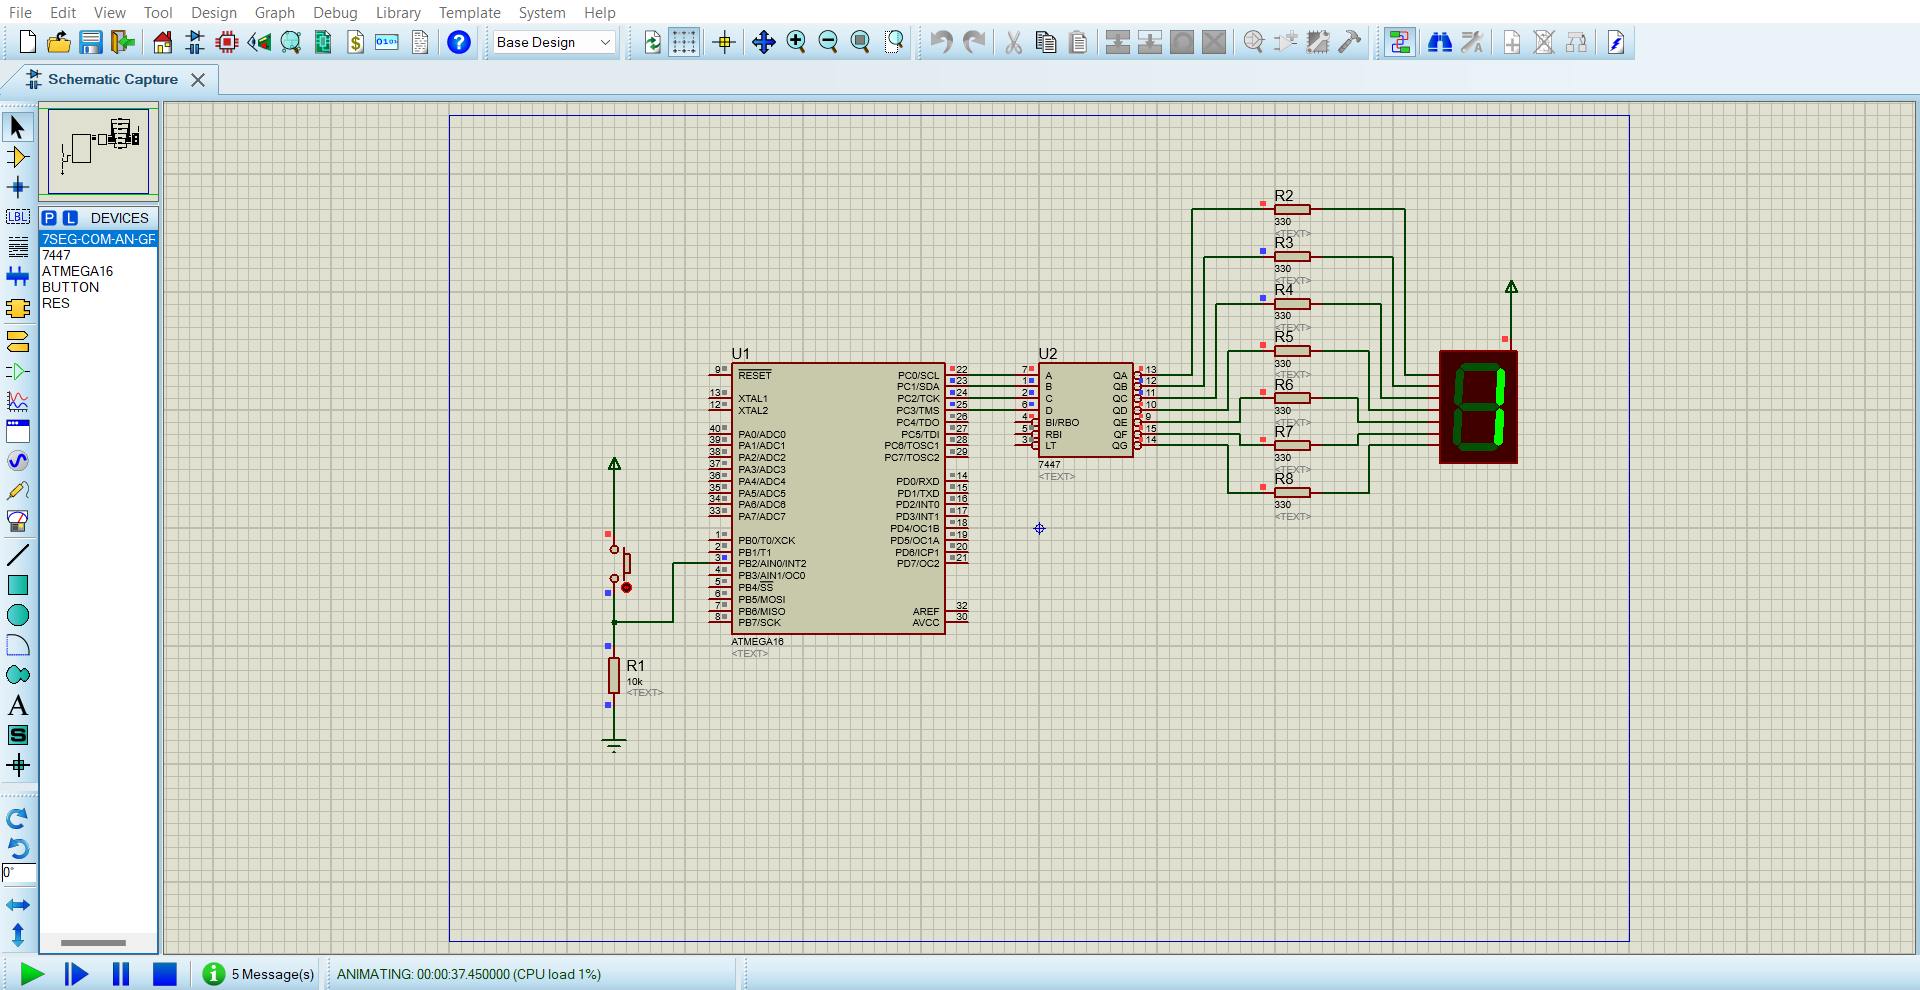 File Edit View Tool Design Graph Debug Library Template System Help
Base Design
Schematic Capture
P L DEVICES
7SEG-COM-AN-GF
7447
ATMEGA16
BUTTON
RES
LBL
A
S
0°
R2
330
<TEXT>
R3
330
<TEXT>
R4
330
<TEXT>
R5
330
<TEXT>
R6
330
<TEXT>
R7
330
<TEXT>
R8
330
<TEXT>
U1
9 RESET
13 XTAL1
12 XTAL2
40 PA0/ADC0
39 PA1/ADC1
38 PA2/ADC2
37 PA3/ADC3
36 PA4/ADC4
35 PA5/ADC5
34 PA6/ADC6
33 PA7/ADC7
1 PB0/T0/XCK
2 PB1/T1
3 PB2/AIN0/INT2
4 PB3/AIN1/OC0
5 PB4/SS
6 PB5/MOSI
7 PB6/MISO
8 PB7/SCK
PC0/SCL 22
PC1/SDA 23
PC2/TCK 24
PC3/TMS 25
PC4/TDO 26
PC5/TDI 27
PC6/TOSC1 28
PC7/TOSC2 29
PD0/RXD 14
PD1/TXD 15
PD2/INT0 16
PD3/INT1 17
PD4/OC1B 18
PD5/OC1A 19
PD6/ICP1 20
PD7/OC2 21
AREF 32
AVCC 30
ATMEGA16
<TEXT>
U2
7 A QA 13
1 B QB 12
2 C QC 11
6 D QD 10
4 BI/RBO QE 9
5 RBI QF 15
3 LT QG 14
7447
<TEXT>
R1
10k
<TEXT>
5 Message(s)
ANIMATING: 00:00:37.450000 (CPU load 1%)